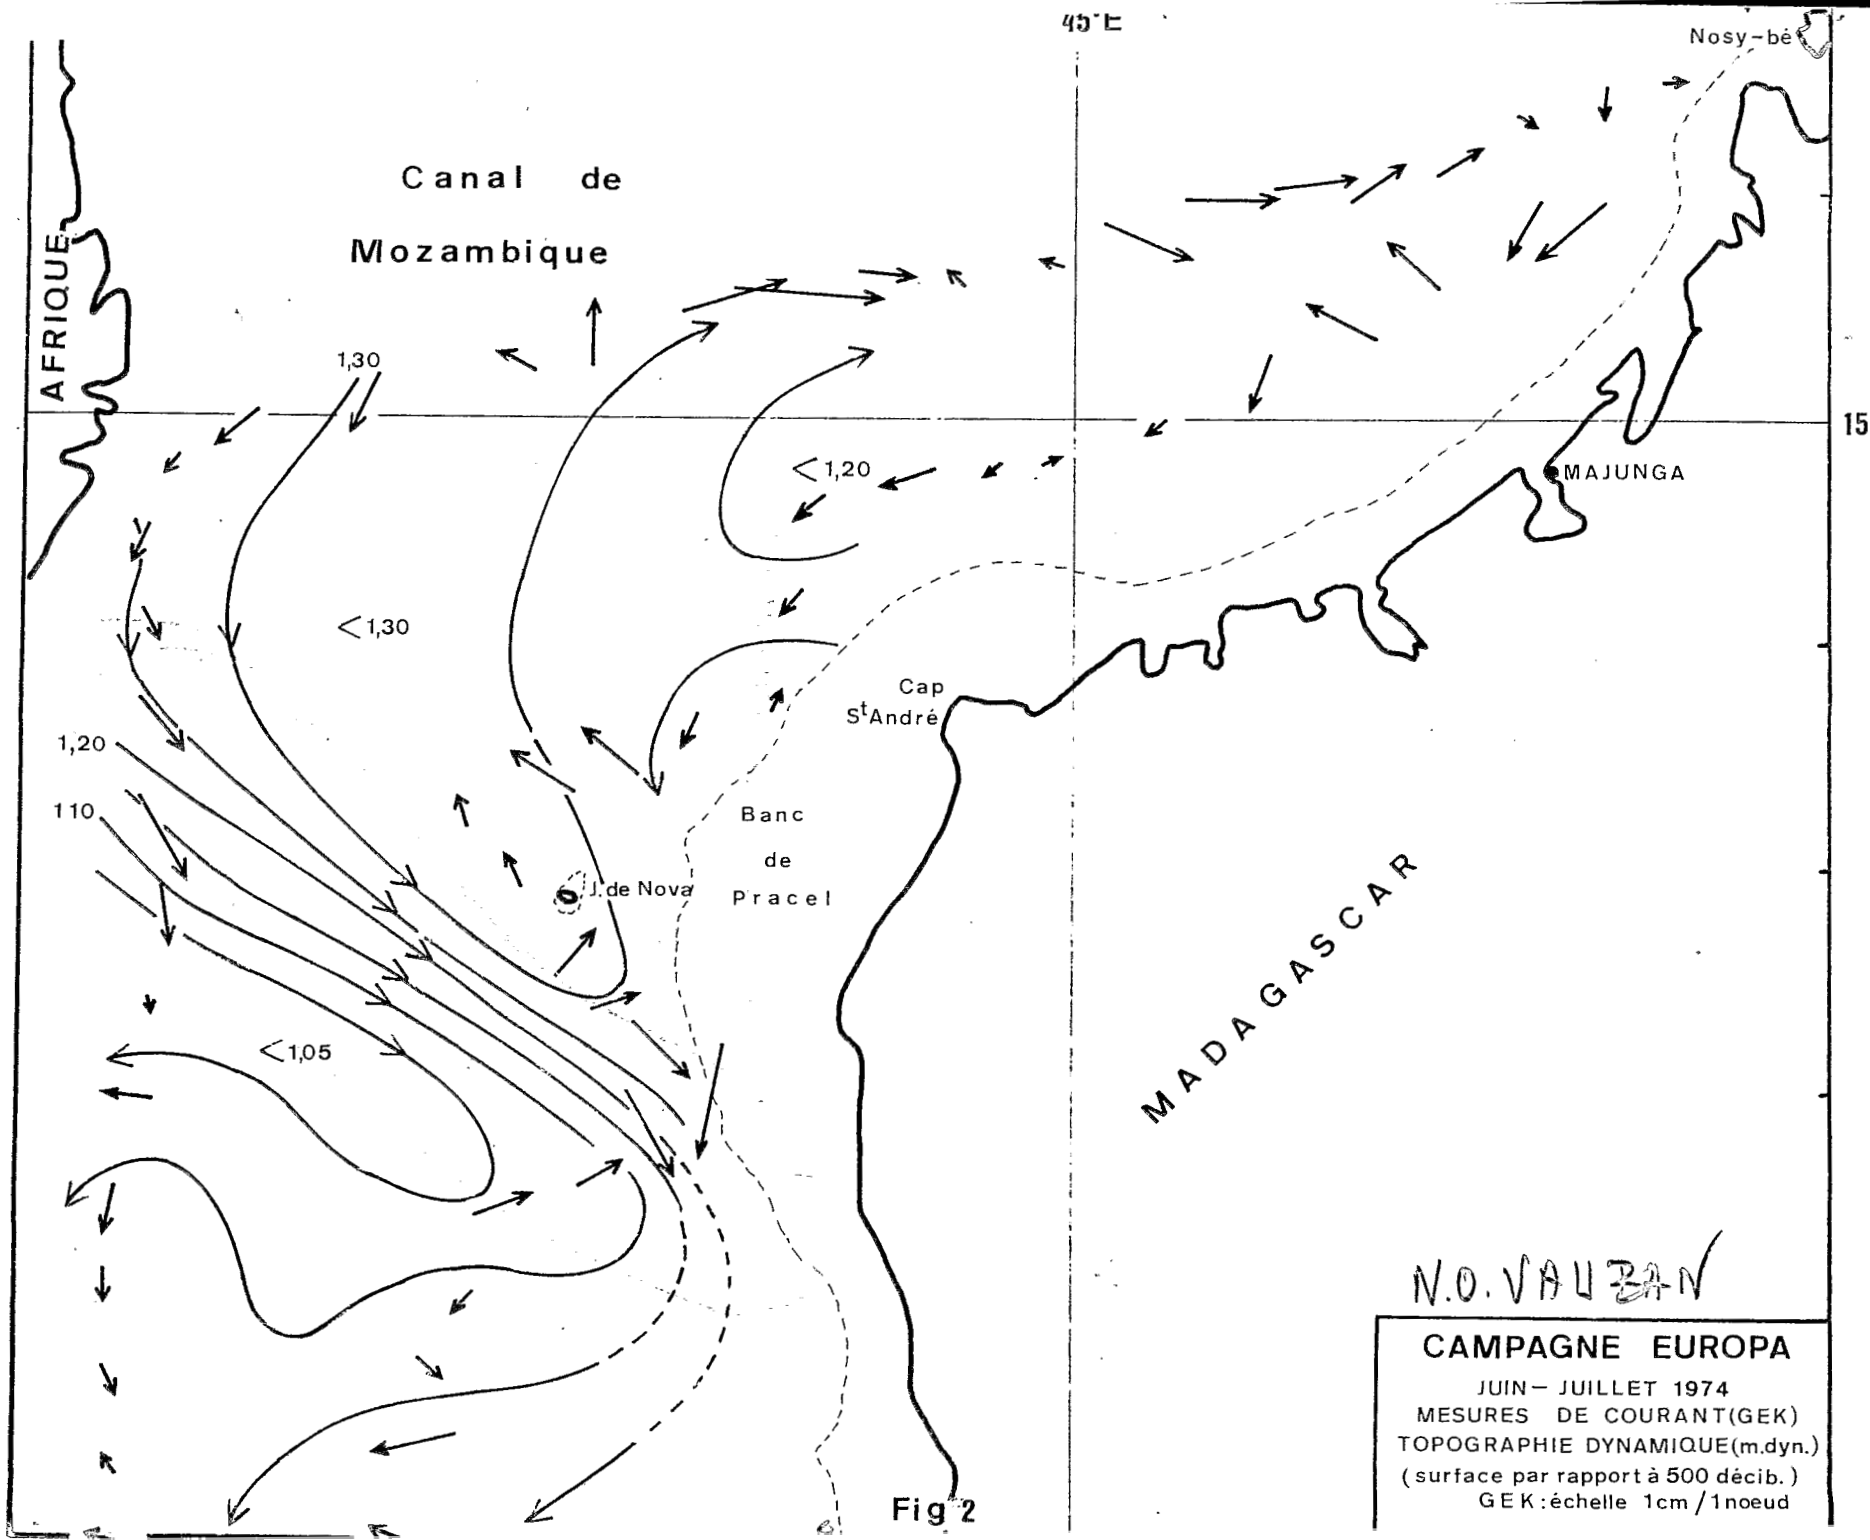 45°E
Nosy-bé
Canal de
Mozambique
AFRIQUE
1,30
15
<1,20
MAJUNGA
<1,30
Cap
St André
1,20
110
Banc
de
Pracel
J. de Nova
MADAGASCAR
<1,05
N.O. VAUBAN
CAMPAGNE EUROPA
JUIN – JUILLET 1974
MESURES DE COURANT (GEK)
TOPOGRAPHIE DYNAMIQUE (m.dyn.)
(surface par rapport à 500 décib.)
GEK : échelle 1cm / 1noeud
Fig 2